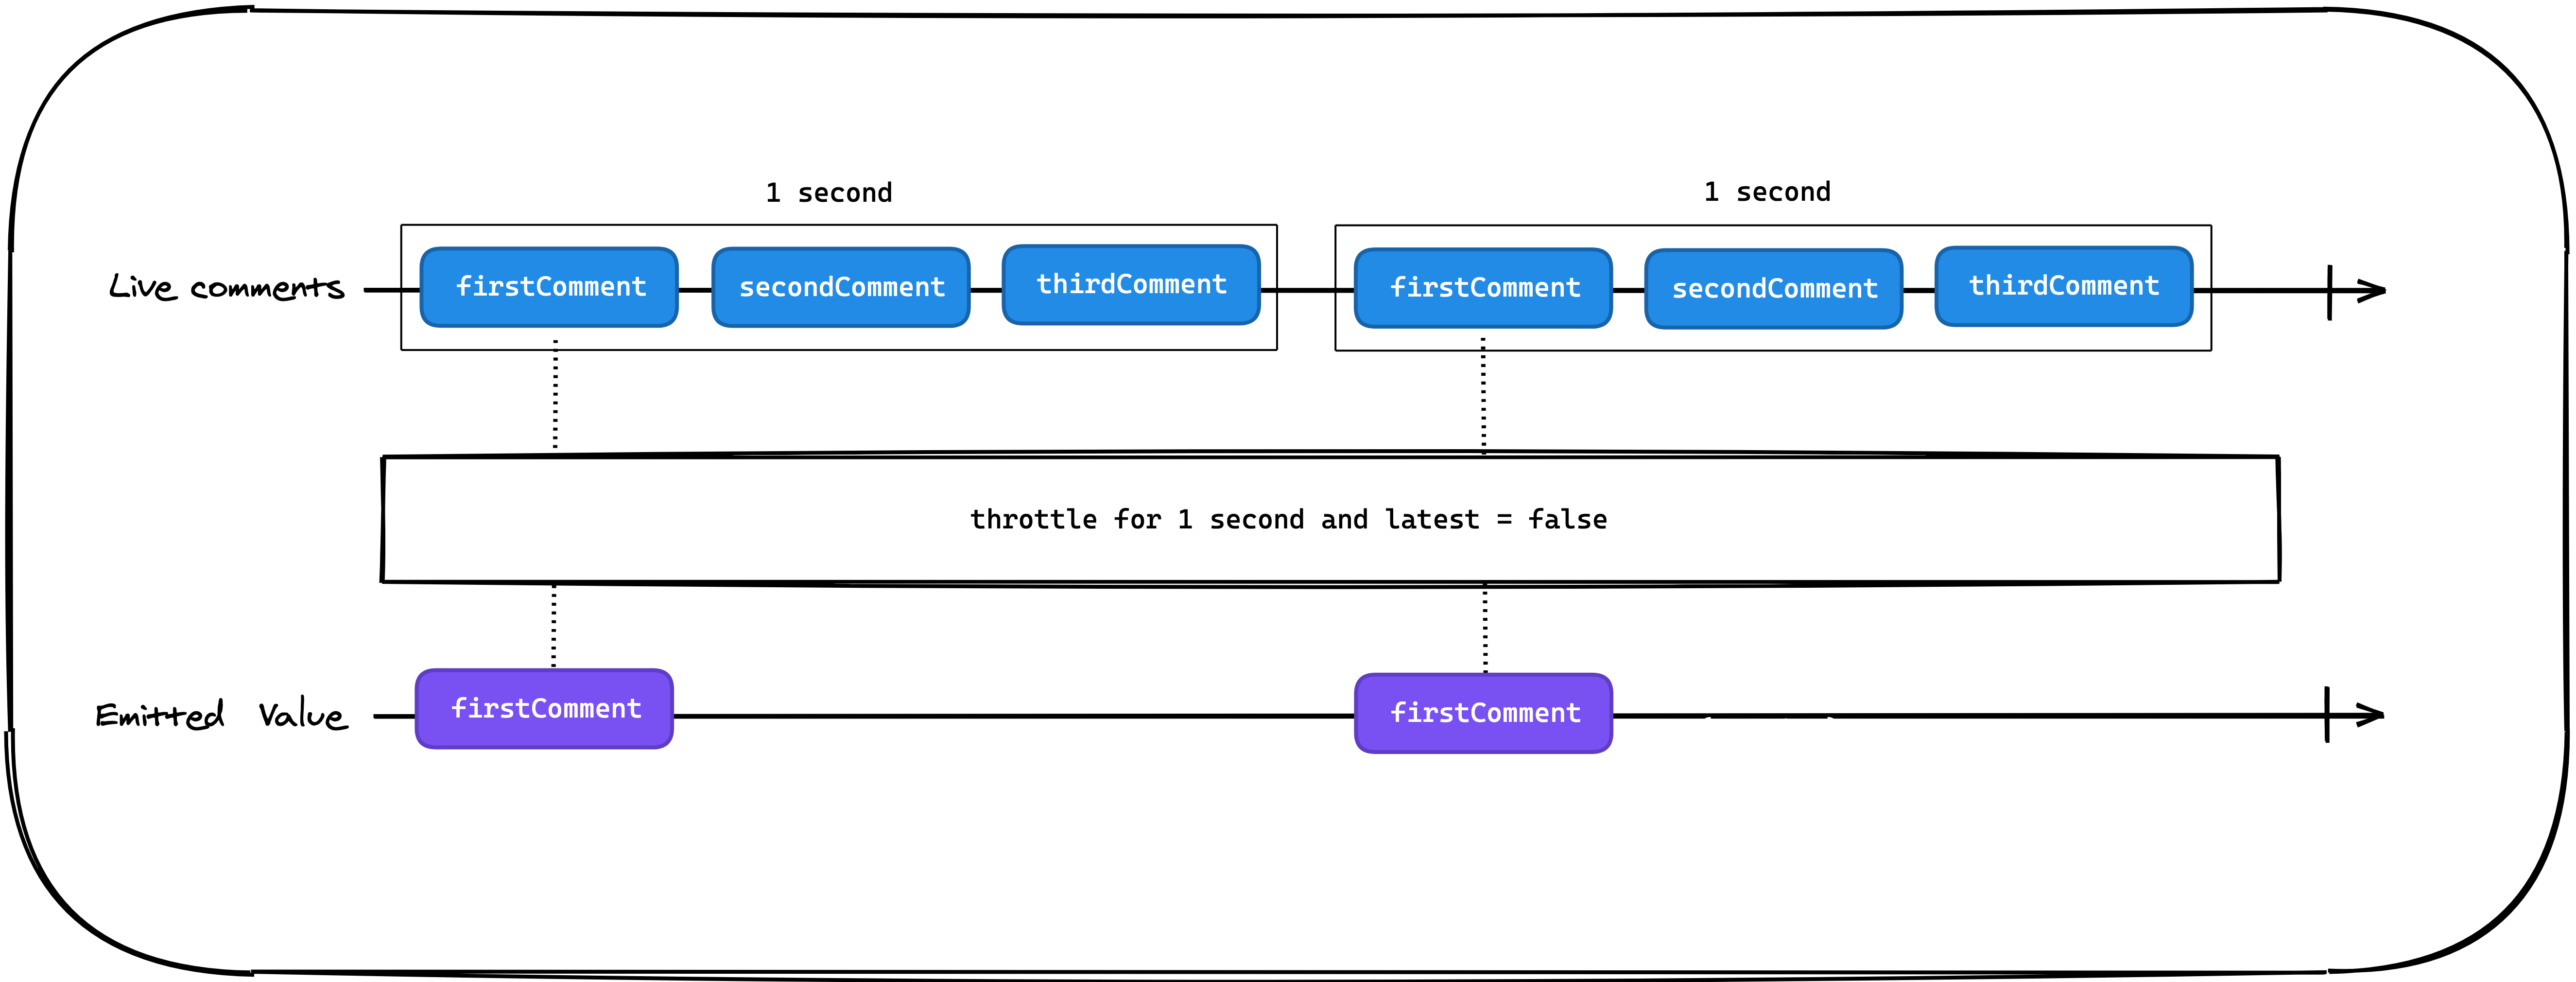 1 second
1 second
Live comments
firstComment
secondComment
thirdComment
firstComment
secondComment
thirdComment
throttle for 1 second and latest = false
Emitted Value
firstComment
firstComment